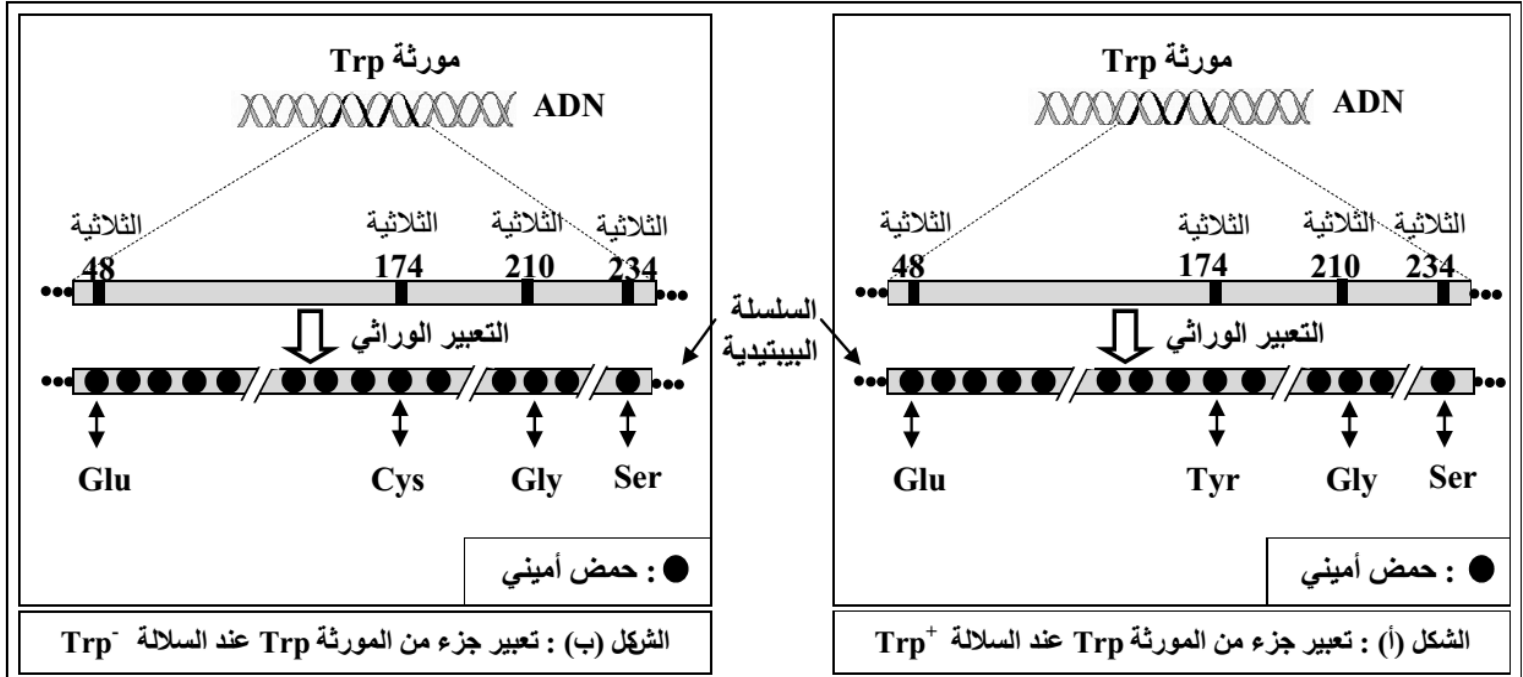 مورثة Trp
ADN
الثلاثية الثلاثية الثلاثية الثلاثية
48 174 210 234
التعبير الوراثي
Glu Tyr Gly Ser
● : حمض أميني
الشكل (أ) : تعبير جزء من المورثة Trp عند السلالة Trp⁺
السلسلة
البيبتيدية
مورثة Trp
ADN
الثلاثية الثلاثية الثلاثية الثلاثية
48 174 210 234
التعبير الوراثي
Glu Cys Gly Ser
● : حمض أميني
الشكل (ب) : تعبير جزء من المورثة Trp عند السلالة Trp⁻